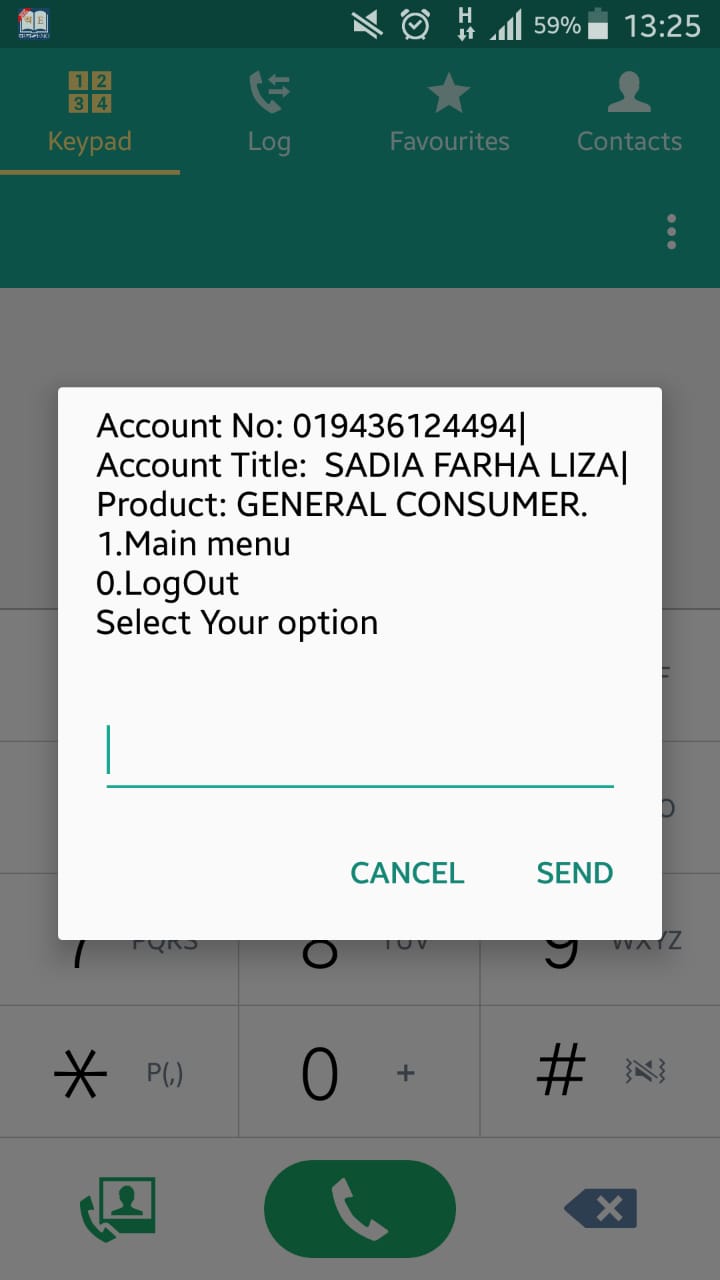 H 59% 13:25
1 2
3 4
Keypad Log Favourites Contacts
Account No: 019436124494|
Account Title:  SADIA FARHA LIZA|
Product: GENERAL CONSUMER.
1.Main menu
0.LogOut
Select Your option
CANCEL SEND
7 PQRS 8 TUV 9 WXYZ
* P(,) 0 + #